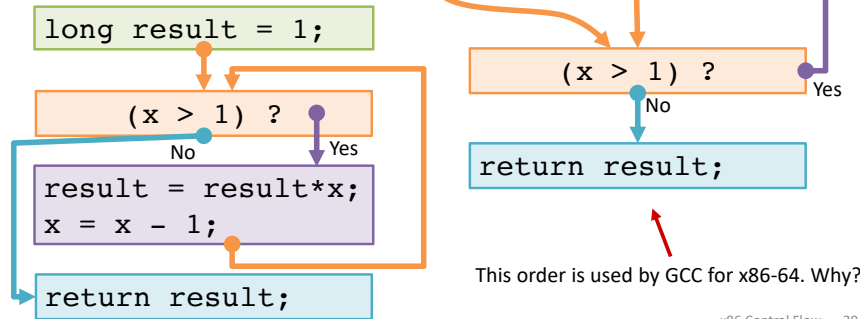 long result = 1;
(x > 1) ?
No
Yes
result = result*x;
x = x - 1;
return result;
(x > 1) ?
Yes
No
return result;
This order is used by GCC for x86-64. Why?